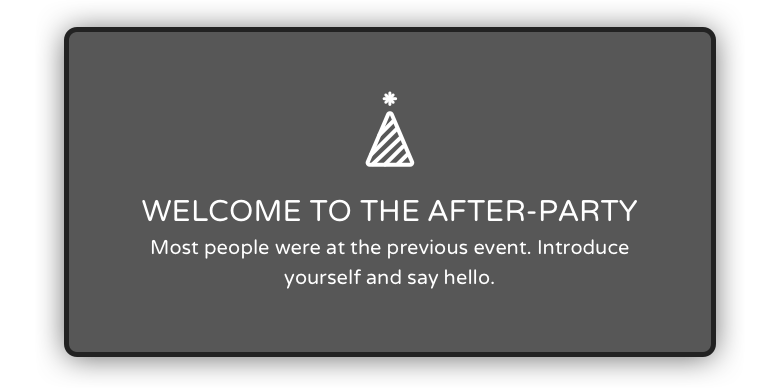 WELCOME TO THE AFTER-PARTY
Most people were at the previous event. Introduce
yourself and say hello.